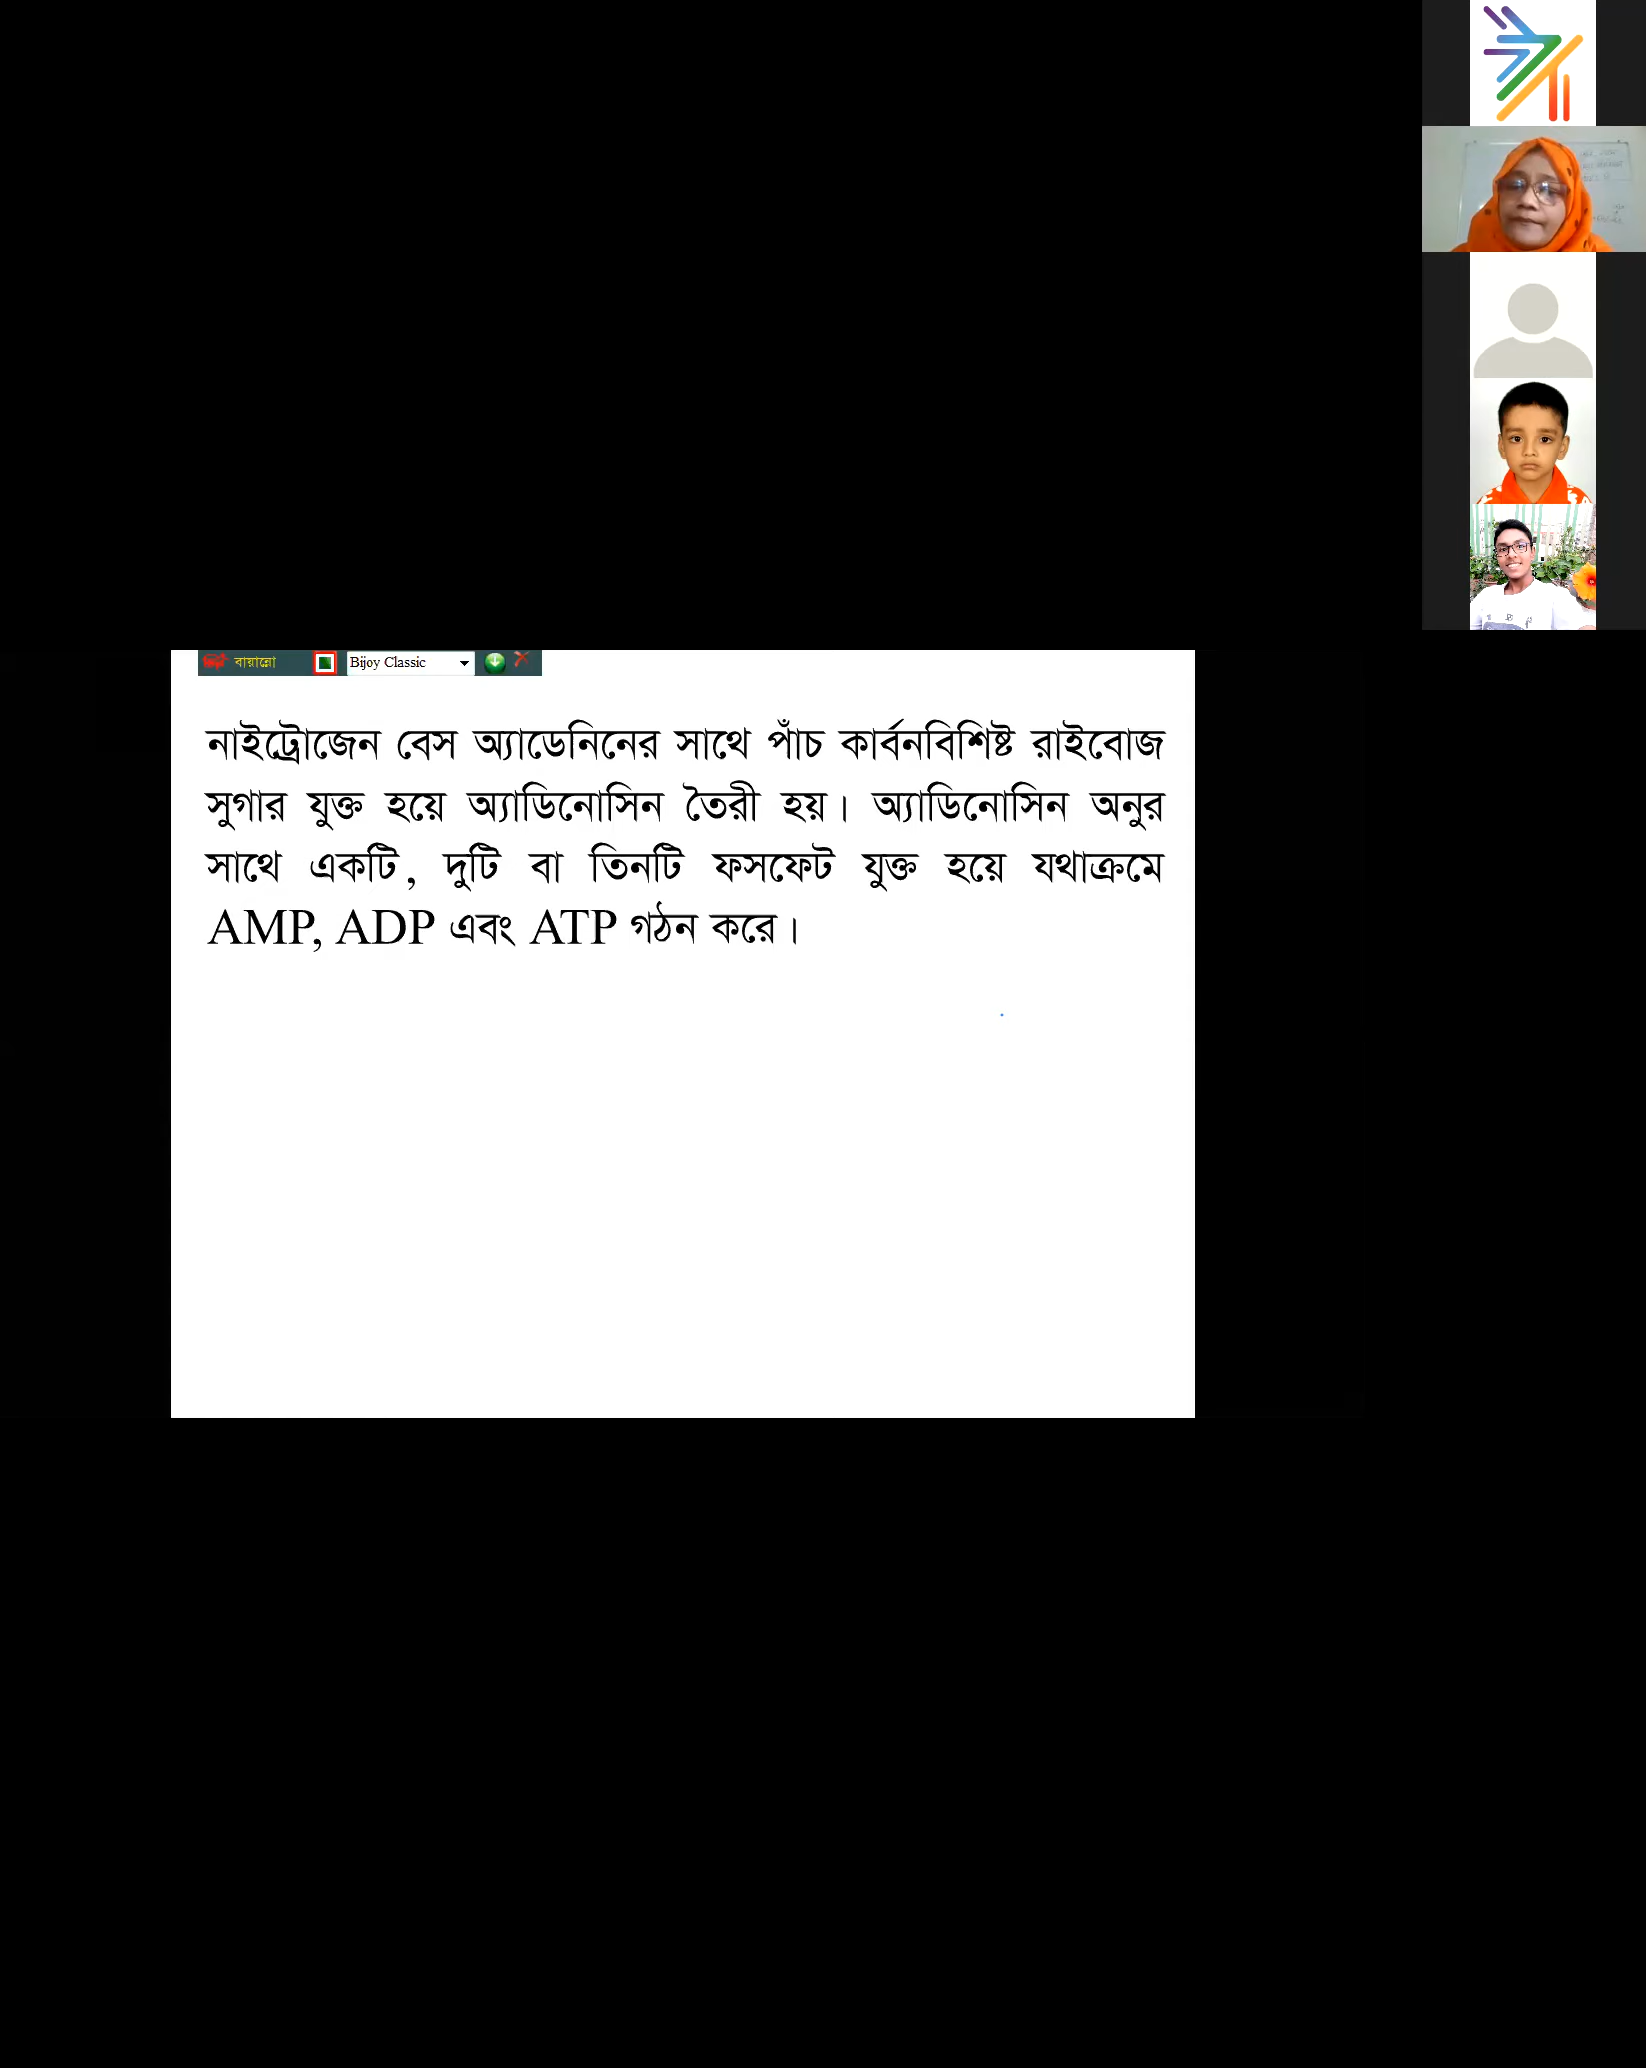 বায়ান্নো Bijoy Classic
নাইট্রোজেন বেস অ্যাডেনিনের সাথে পাঁচ কার্বনবিশিষ্ট রাইবোজ
সুগার যুক্ত হয়ে অ্যাডিনোসিন তৈরী হয়। অ্যাডিনোসিন অনুর
সাথে একটি, দুটি বা তিনটি ফসফেট যুক্ত হয়ে যথাক্রমে
AMP, ADP এবং ATP গঠন করে।